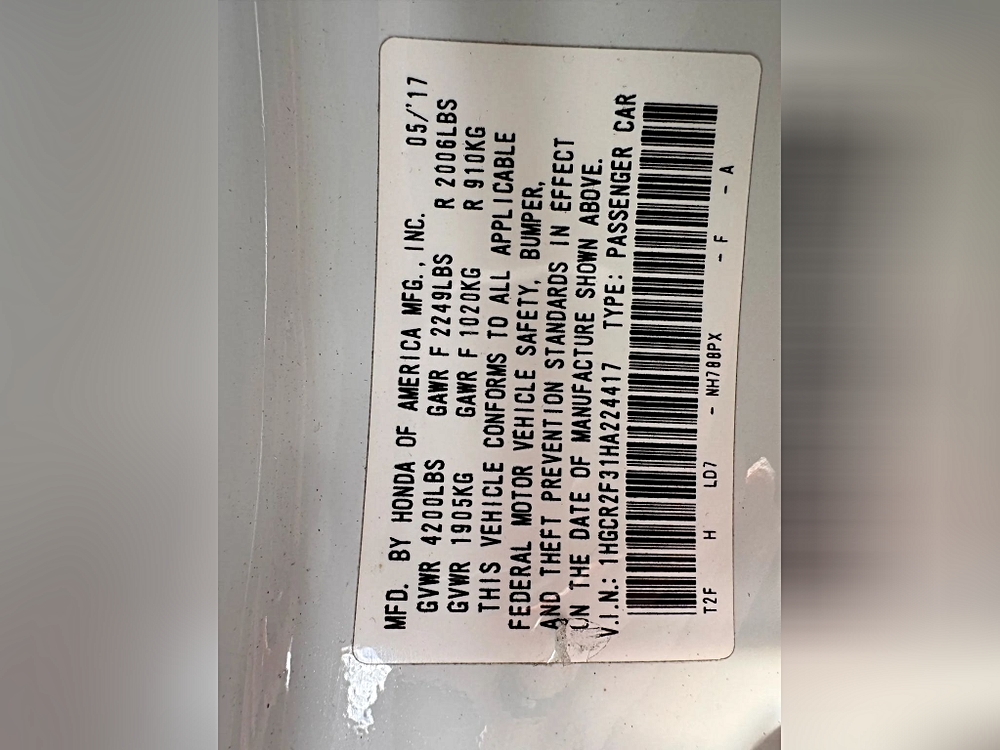 MFD. BY HONDA OF AMERICA MFG., INC. 05/'17
GVWR 4200LBS GAWR F 2249LBS R 2006LBS
GVWR 1905KG GAWR F 1020KG R 910KG
THIS VEHICLE CONFORMS TO ALL APPLICABLE
FEDERAL MOTOR VEHICLE SAFETY, BUMPER,
AND THEFT PREVENTION STANDARDS IN EFFECT
ON THE DATE OF MANUFACTURE SHOWN ABOVE.
V.I.N.: 1HGCR2F31HA224417 TYPE: PASSENGER CAR
T2F H LD7 - NH788PX - F - A